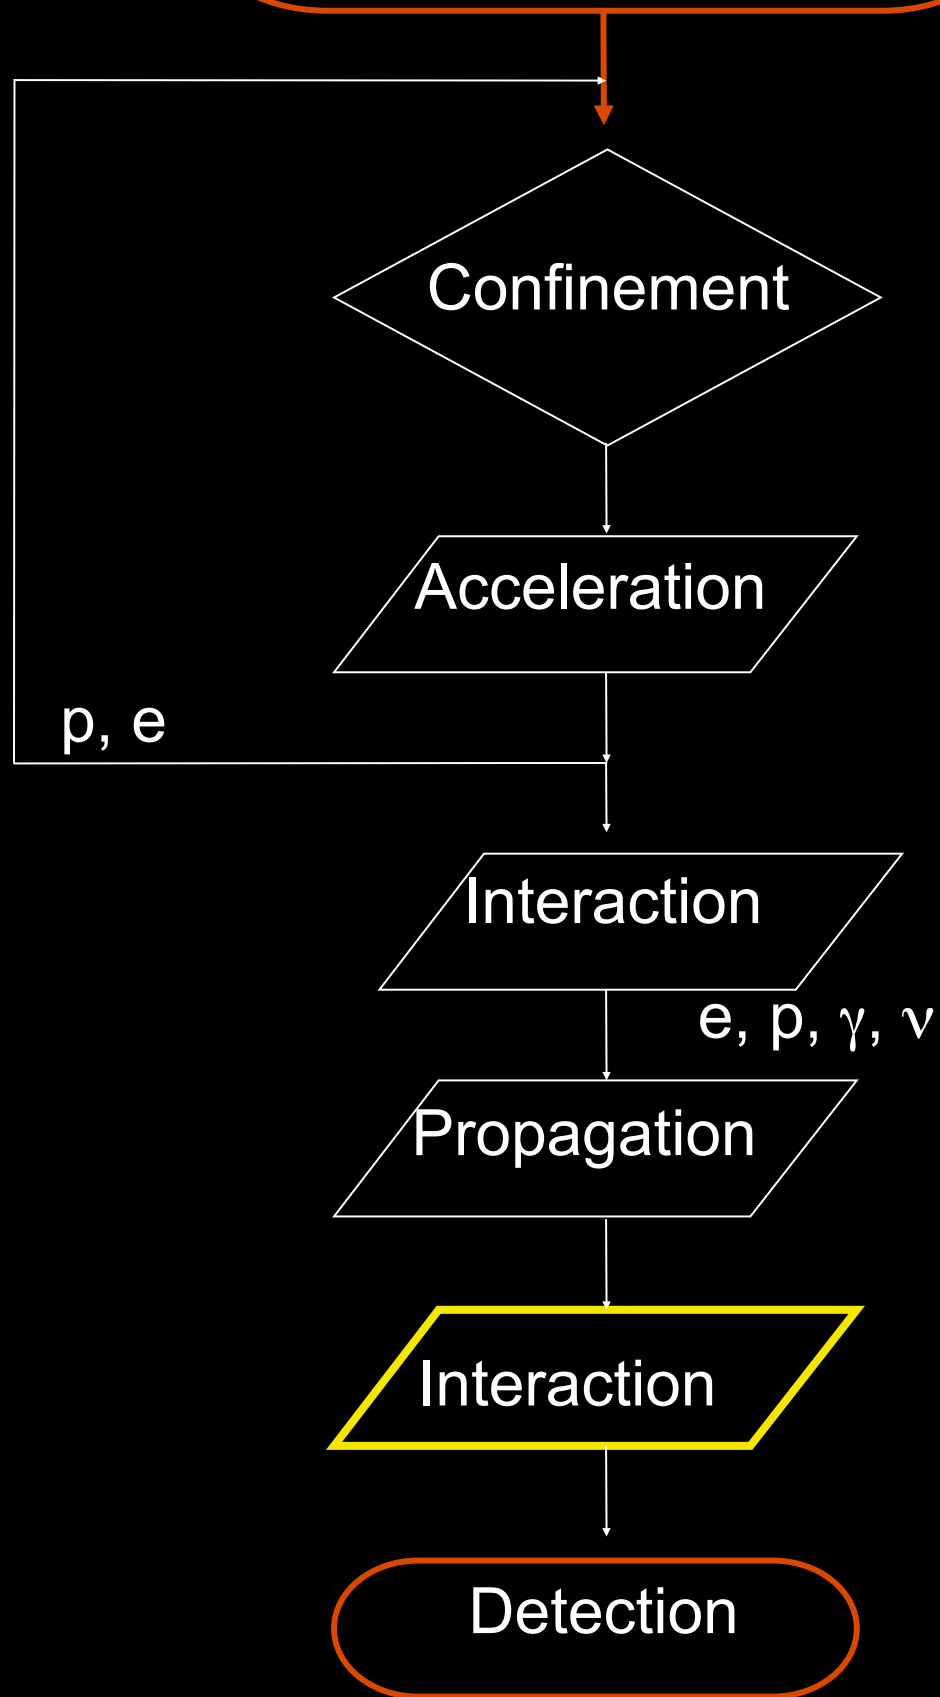 Confinement
Acceleration
p, e
Interaction
e, p, γ, ν
Propagation
Interaction
Detection